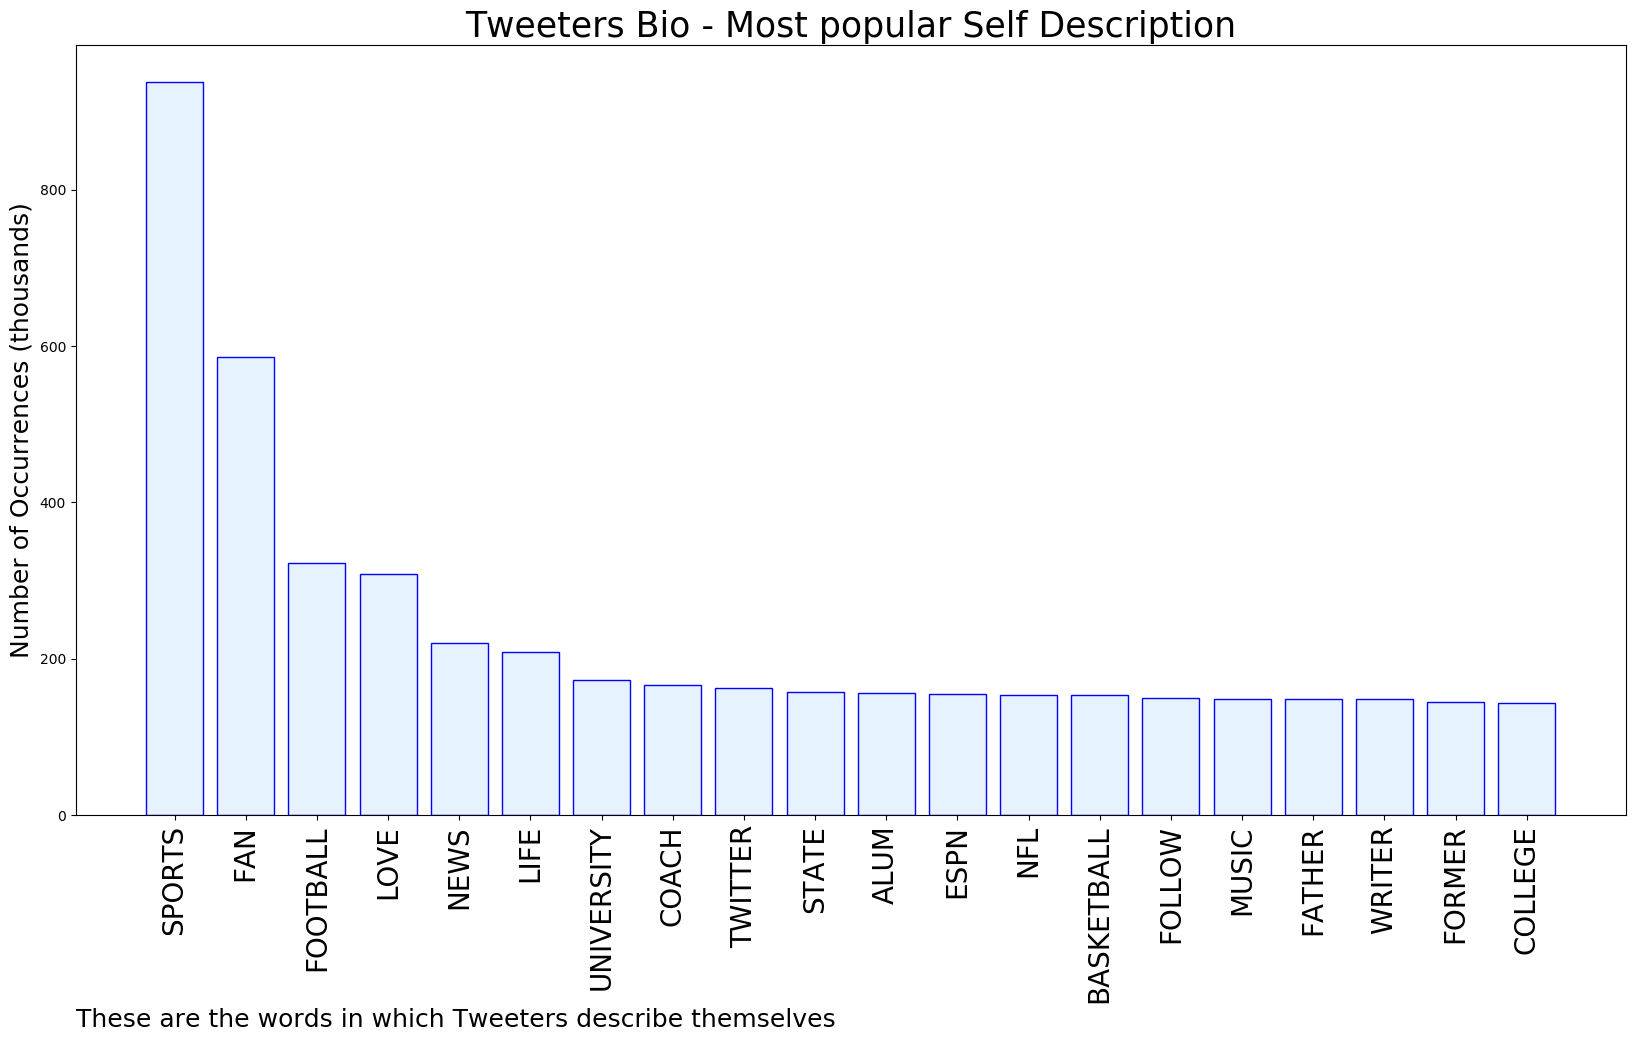 Tweeters Bio - Most popular Self Description
Number of Occurrences (thousands)
800
600
400
200
0
SPORTS
FAN
FOOTBALL
LOVE
NEWS
LIFE
UNIVERSITY
COACH
TWITTER
STATE
ALUM
ESPN
NFL
BASKETBALL
FOLLOW
MUSIC
FATHER
WRITER
FORMER
COLLEGE
These are the words in which Tweeters describe themselves